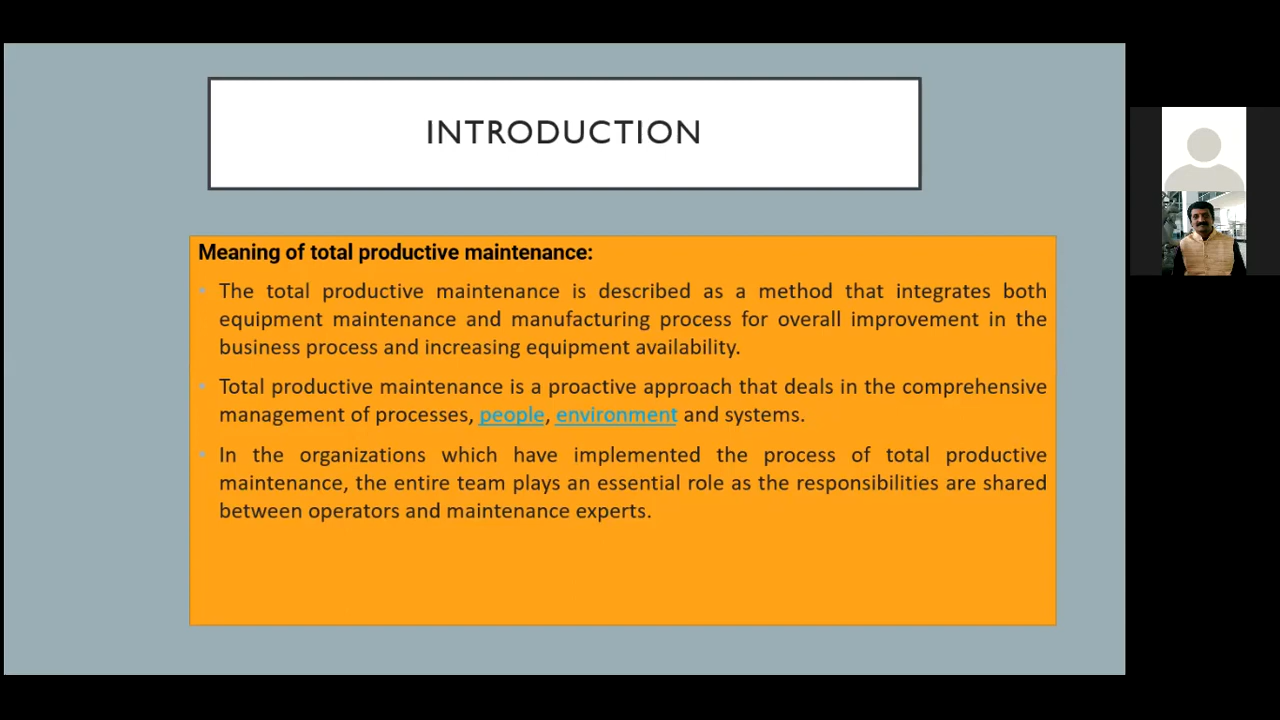 INTRODUCTION
Meaning of total productive maintenance:
The total productive maintenance is described as a method that integrates both
equipment maintenance and manufacturing process for overall improvement in the
business process and increasing equipment availability.
Total productive maintenance is a proactive approach that deals in the comprehensive
management of processes, people, environment and systems.
In the organizations which have implemented the process of total productive
maintenance, the entire team plays an essential role as the responsibilities are shared
between operators and maintenance experts.